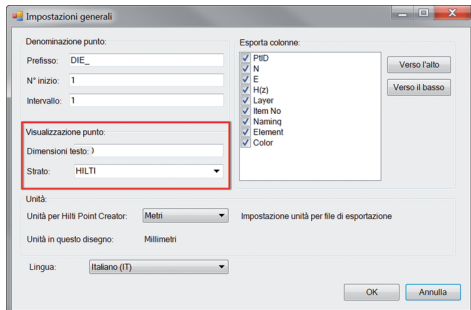 Impostazioni generali
Denominazione punto:
Prefisso: DIE_
N° inizio: 1
Intervallo: 1
Visualizzazione punto:
Dimensioni testo: )
Strato: HILTI
Esporta colonne:
PtID
N
E
H(z)
Layer
Item No
Naming
Element
Color
Verso l'alto
Verso il basso
Unità:
Unità per Hilti Point Creator: Metri Impostazione unità per file di esportazione
Unità in questo disegno: Millimetri
Lingua: Italiano (IT)
OK Annulla